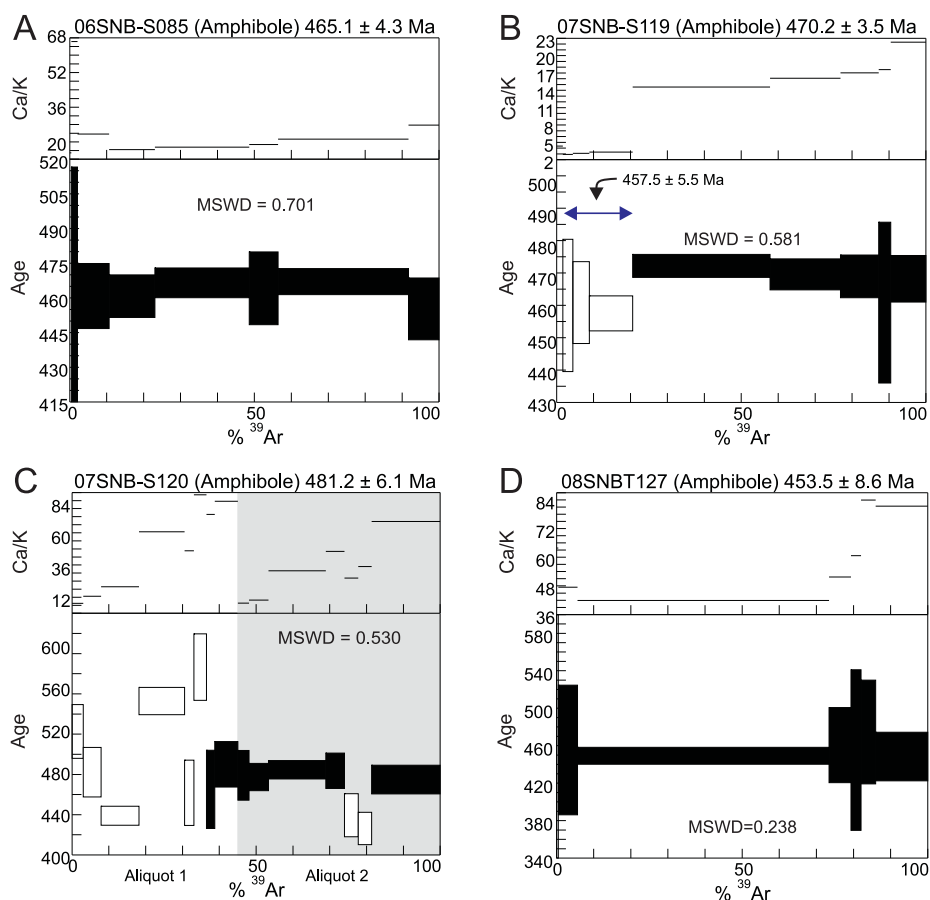 A
06SNB-S085 (Amphibole) 465.1 ± 4.3 Ma
68
52
36
20
Ca/K
520
505
490
475
460
445
430
415
Age
MSWD = 0.701
0
50
100
% 39Ar
B
07SNB-S119 (Amphibole) 470.2 ± 3.5 Ma
23
20
17
14
11
8
5
2
Ca/K
500
490
480
470
460
450
440
430
Age
457.5 ± 5.5 Ma
MSWD = 0.581
0
50
100
% 39Ar
C
07SNB-S120 (Amphibole) 481.2 ± 6.1 Ma
84
60
36
12
Ca/K
600
560
520
480
440
400
Age
MSWD = 0.530
0
50
100
Aliquot 1
Aliquot 2
% 39Ar
D
08SNBT127 (Amphibole) 453.5 ± 8.6 Ma
84
72
60
48
36
Ca/K
580
540
500
460
420
380
340
Age
MSWD=0.238
0
50
100
% 39Ar